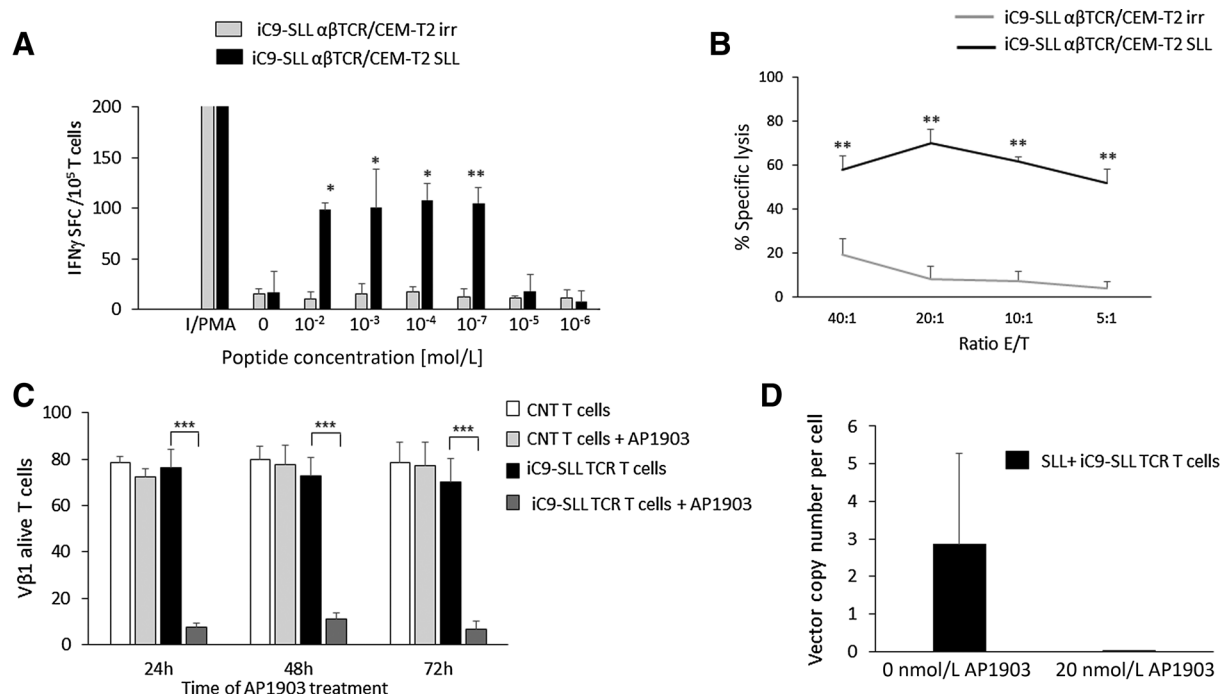 A
iC9-SLL αβTCR/CEM-T2 irr
iC9-SLL αβTCR/CEM-T2 SLL
IFNγ SFC /10⁵ T cells
200
150
100
50
0
* * * **
I/PMA 0 10⁻² 10⁻³ 10⁻⁴ 10⁻⁷ 10⁻⁵ 10⁻⁶
Poptide concentration [mol/L]
B
iC9-SLL αβTCR/CEM-T2 irr
iC9-SLL αβTCR/CEM-T2 SLL
% Specific lysis
100
80
60
40
20
0
** ** ** **
40:1 20:1 10:1 5:1
Ratio E/T
C
Vβ1 alive T cells
100
80
60
40
20
0
*** *** ***
24h 48h 72h
Time of AP1903 treatment
CNT T cells
CNT T cells + AP1903
iC9-SLL TCR T cells
iC9-SLL TCR T cells + AP1903
D
Vector copy number per cell
6
5
4
3
2
1
0
SLL+ iC9-SLL TCR T cells
0 nmol/L AP1903 20 nmol/L AP1903